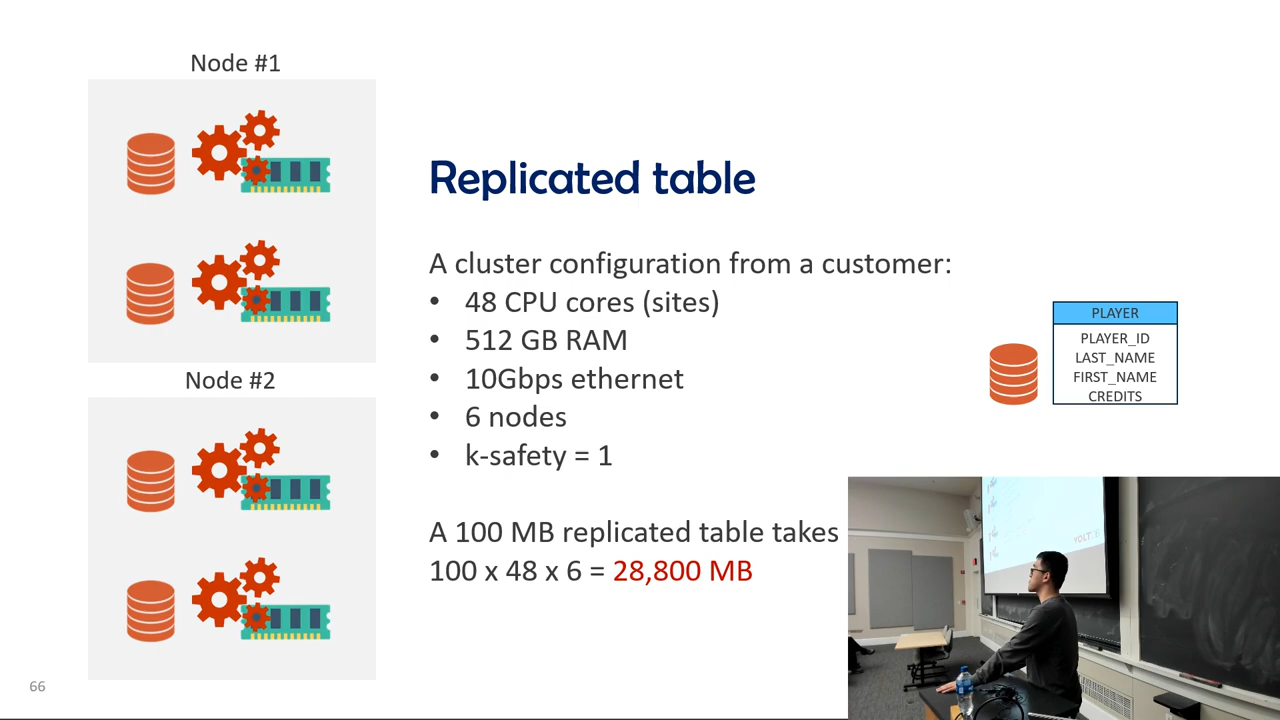 Node #1
Node #2
Replicated table
A cluster configuration from a customer:
• 48 CPU cores (sites)
• 512 GB RAM
• 10Gbps ethernet
• 6 nodes
• k-safety = 1
A 100 MB replicated table takes
100 x 48 x 6 = 28,800 MB
PLAYER
PLAYER_ID
LAST_NAME
FIRST_NAME
CREDITS
VOLT
66